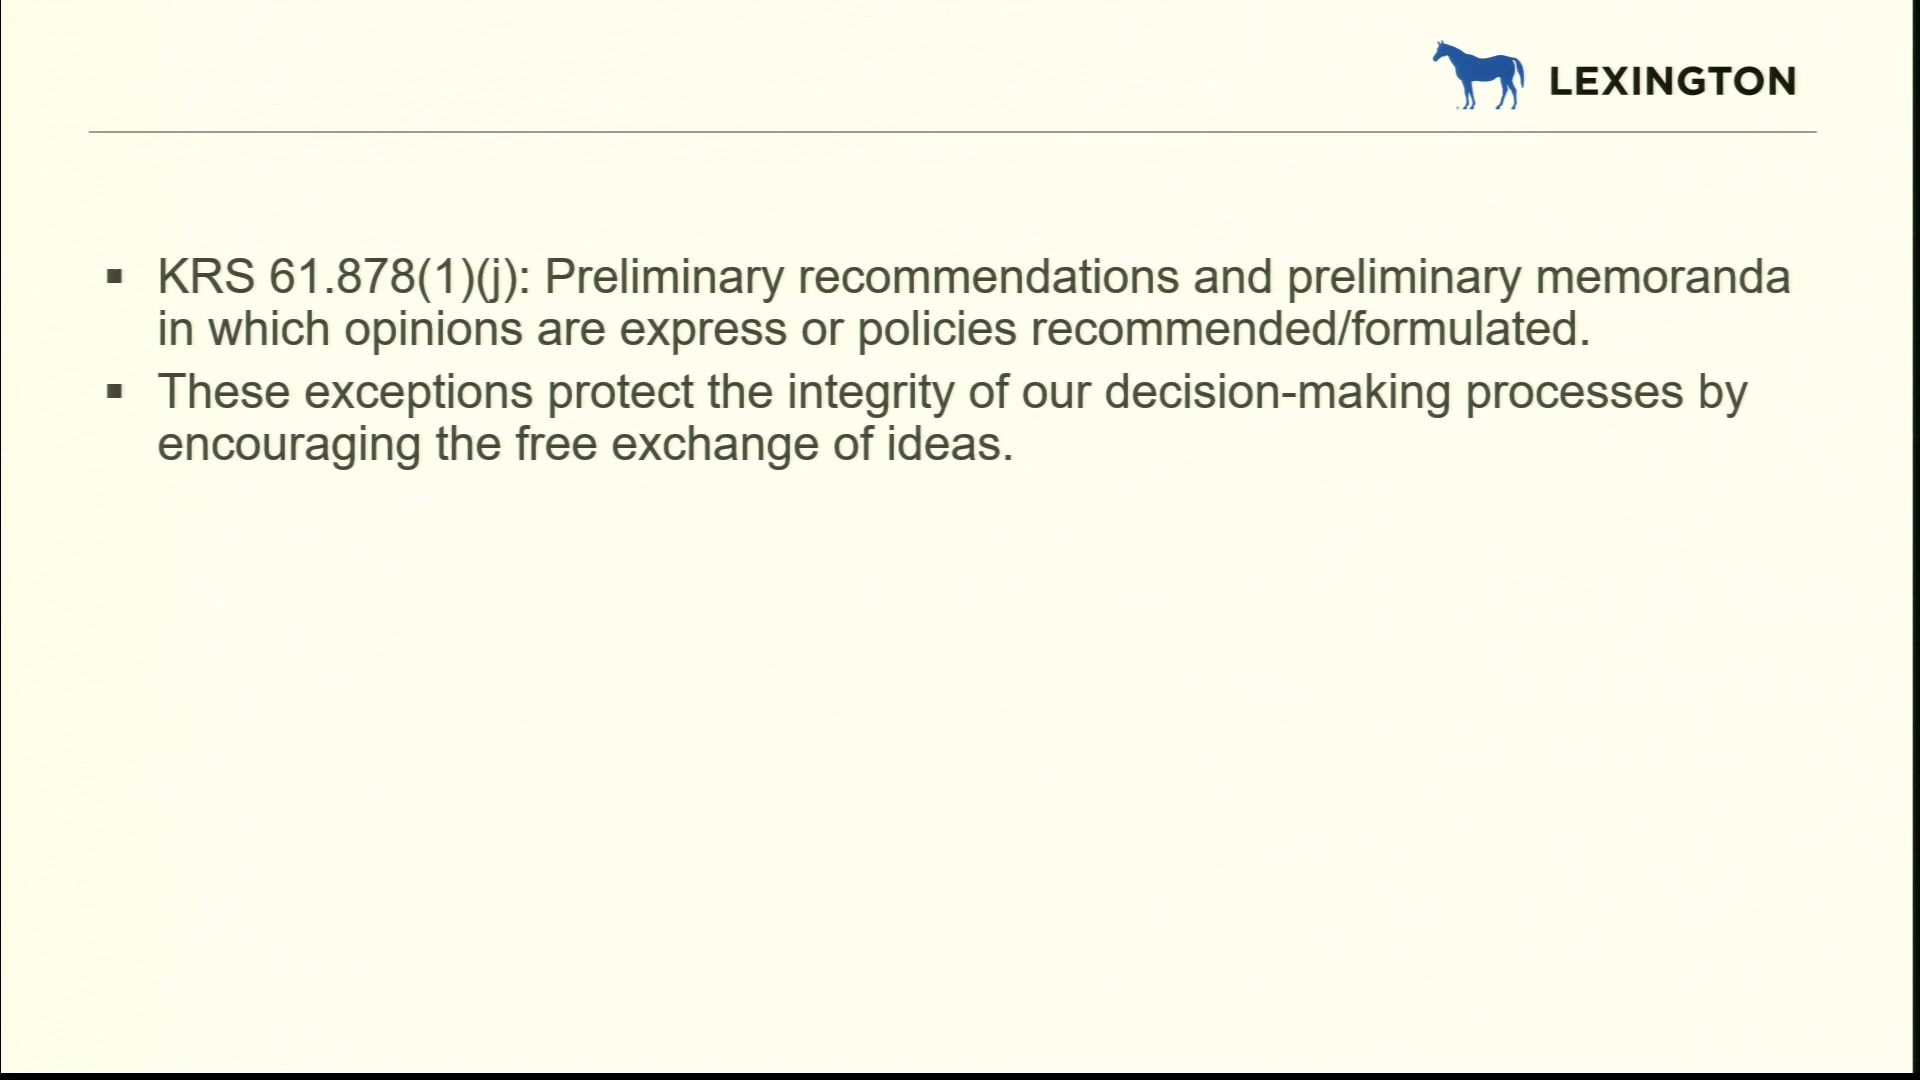 LEXINGTON
▪ KRS 61.878(1)(j): Preliminary recommendations and preliminary memoranda
in which opinions are express or policies recommended/formulated.
▪ These exceptions protect the integrity of our decision-making processes by
encouraging the free exchange of ideas.